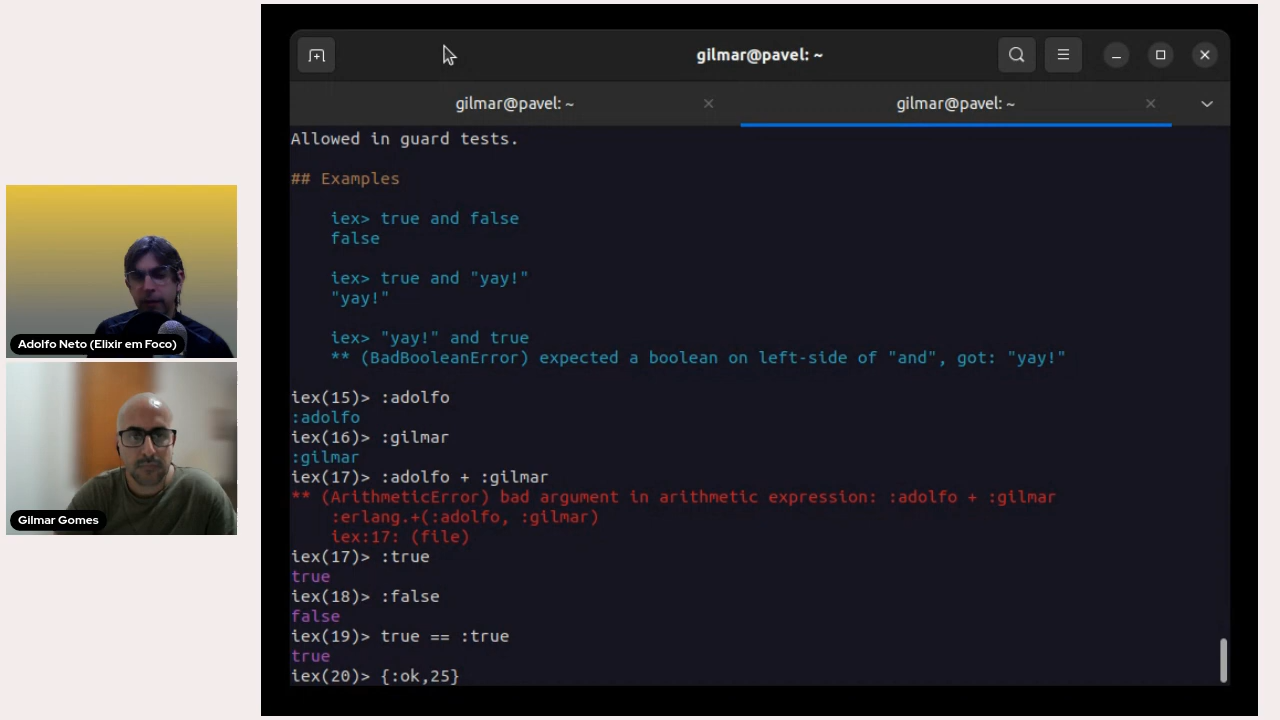 gilmar@pavel: ~
gilmar@pavel: ~
gilmar@pavel: ~
Allowed in guard tests.
## Examples
iex> true and false
false
iex> true and "yay!"
"yay!"
iex> "yay!" and true
** (BadBooleanError) expected a boolean on left-side of "and", got: "yay!"
iex(15)> :adolfo
:adolfo
iex(16)> :gilmar
:gilmar
iex(17)> :adolfo + :gilmar
** (ArithmeticError) bad argument in arithmetic expression: :adolfo + :gilmar
:erlang.+(:adolfo, :gilmar)
iex:17: (file)
iex(17)> :true
true
iex(18)> :false
false
iex(19)> true == :true
true
iex(20)> {:ok,25}
Adolfo Neto (Elixir em Foco)
Gilmar Gomes